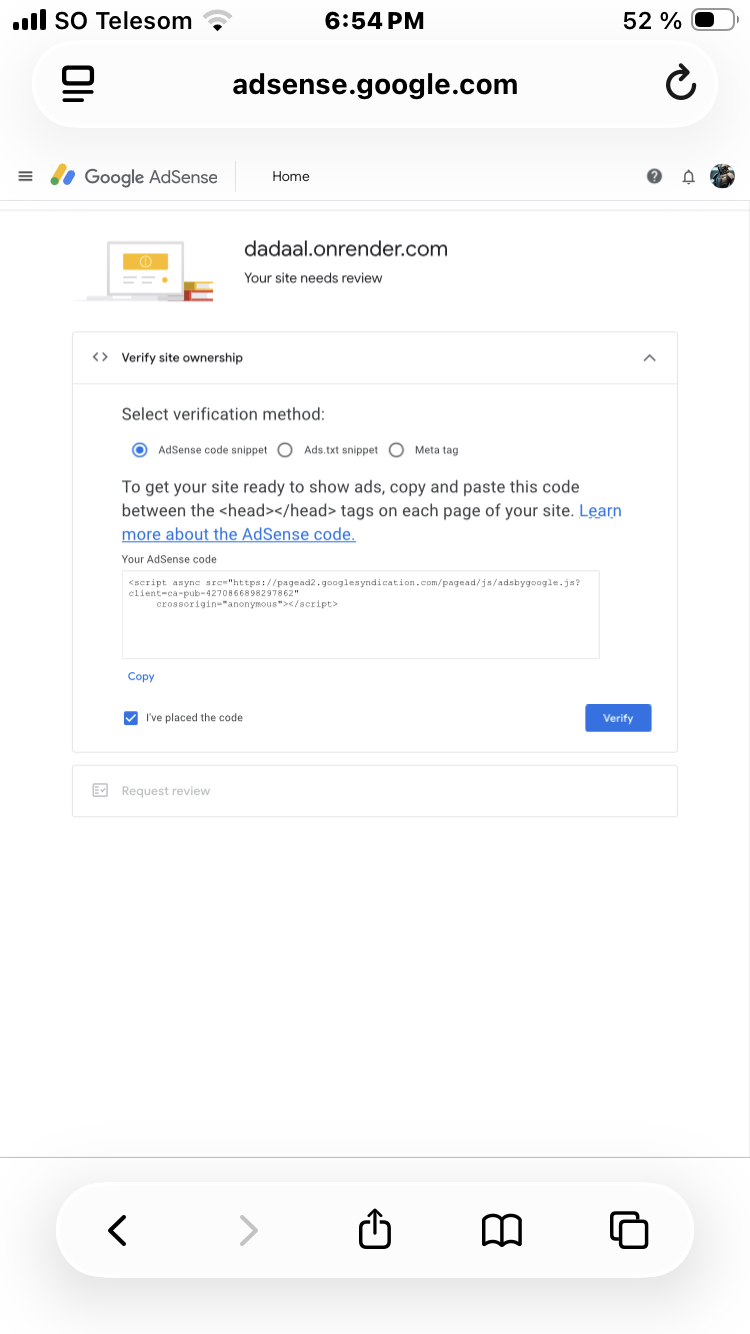 SO Telesom
6:54 PM
52 %
adsense.google.com
Google AdSense
Home
dadaal.onrender.com
Your site needs review
Verify site ownership
Select verification method:
AdSense code snippet
Ads.txt snippet
Meta tag
To get your site ready to show ads, copy and paste this code
between the <head></head> tags on each page of your site. Learn
more about the AdSense code.
Your AdSense code
<script async src="https://pagead2.googlesyndication.com/pagead/js/adsbygoogle.js?
client=ca-pub-4270866898297862"
crossorigin="anonymous"></script>
Copy
I've placed the code
Verify
Request review